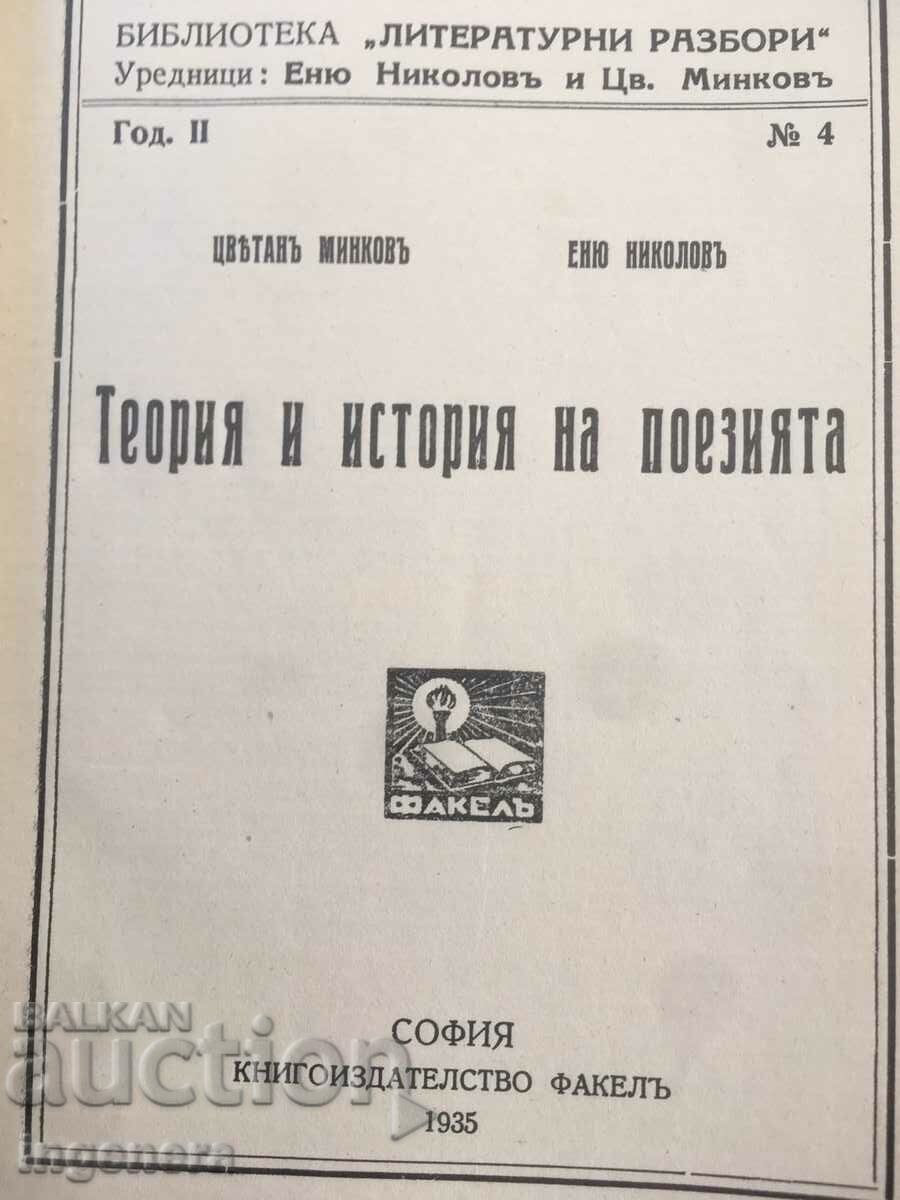 БИБЛИОТЕКА „ЛИТЕРАТУРНИ РАЗБОРИ“
Уредници: Еню Николовъ и Цв. Минковъ
Год. II № 4
ЦВѢТАНЪ МИНКОВЪ ЕНЮ НИКОЛОВЪ
Теория и история на поезията
ФАКЕЛЪ
СОФИЯ
КНИГОИЗДАТЕЛСТВО ФАКЕЛЪ
1935
BALKAN
auction
ingenera